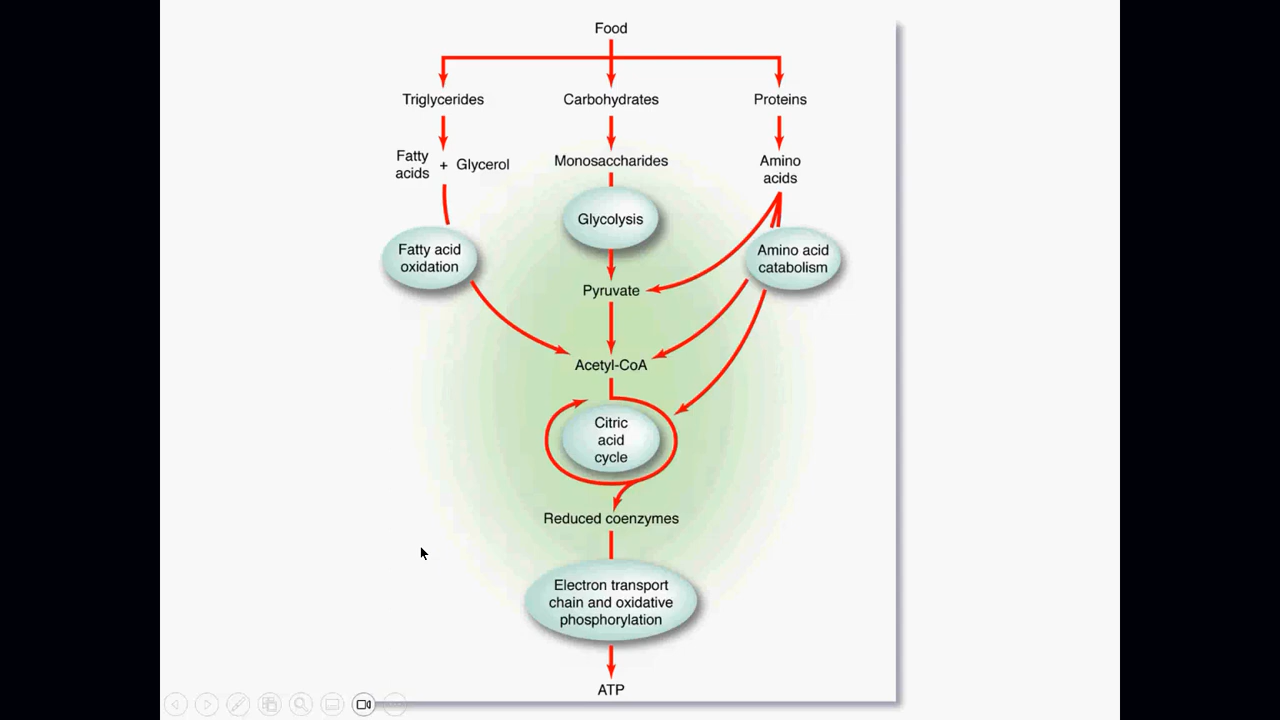 Food
Triglycerides
Carbohydrates
Proteins
Fatty
acids
+ Glycerol
Monosaccharides
Amino
acids
Glycolysis
Fatty acid
oxidation
Amino acid
catabolism
Pyruvate
Acetyl-CoA
Citric
acid
cycle
Reduced coenzymes
Electron transport
chain and oxidative
phosphorylation
ATP